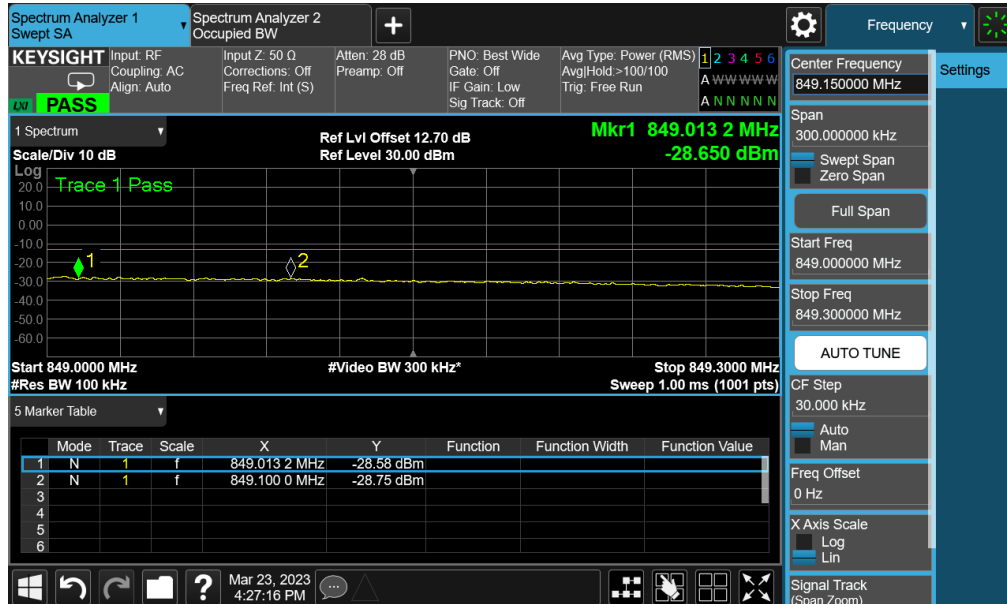 Spectrum Analyzer 1
Swept SA
Spectrum Analyzer 2
Occupied BW
Frequency
KEYSIGHT
LXI
PASS
Input: RF
Coupling: AC
Align: Auto
Input Z: 50 Ω
Corrections: Off
Freq Ref: Int (S)
Atten: 28 dB
Preamp: Off
PNO: Best Wide
Gate: Off
IF Gain: Low
Sig Track: Off
Avg Type: Power (RMS)
Avg|Hold:>100/100
Trig: Free Run
1 2 3 4 5 6
A W W W W W
A N N N N N
1 Spectrum
Scale/Div 10 dB
Ref Lvl Offset 12.70 dB
Ref Level 30.00 dBm
Mkr1 849.013 2 MHz
-28.650 dBm
Log
Trace 1 Pass
20.0
10.0
0.00
-10.0
-20.0
-30.0
-40.0
-50.0
-60.0
1
2
Start 849.0000 MHz
#Video BW 300 kHz*
Stop 849.3000 MHz
#Res BW 100 kHz
Sweep 1.00 ms (1001 pts)
5 Marker Table
Mode Trace Scale X Y Function Function Width Function Value
1 N 1 f 849.013 2 MHz -28.58 dBm
2 N 1 f 849.100 0 MHz -28.75 dBm
3
4
5
6
?
Mar 23, 2023
4:27:16 PM
Center Frequency
849.150000 MHz
Span
300.000000 kHz
Swept Span
Zero Span
Full Span
Start Freq
849.000000 MHz
Stop Freq
849.300000 MHz
AUTO TUNE
CF Step
30.000 kHz
Auto
Man
Freq Offset
0 Hz
X Axis Scale
Log
Lin
Signal Track
(Span Zoom)
Settings